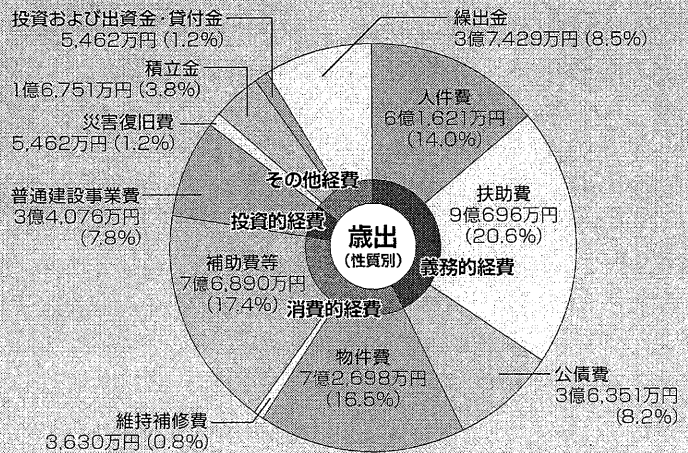 投資および出資金・貸付金
5,462万円(1.2%)
積立金
1億6,751万円(3.8%)
災害復旧費
5,462万円(1.2%)
普通建設事業費
3億4,076万円
(7.8%)
繰出金
3億7,429万円(8.5%)
人件費
6億1,621万円
(14.0%)
扶助費
9億696万円
(20.6%)
公債費
3億6,351万円
(8.2%)
物件費
7億2,698万円
(16.5%)
維持補修費
3,630万円(0.8%)
補助費等
7億6,890万円
(17.4%)
その他経費
投資的経費
歳出
(性質別)
義務的経費
消費的経費